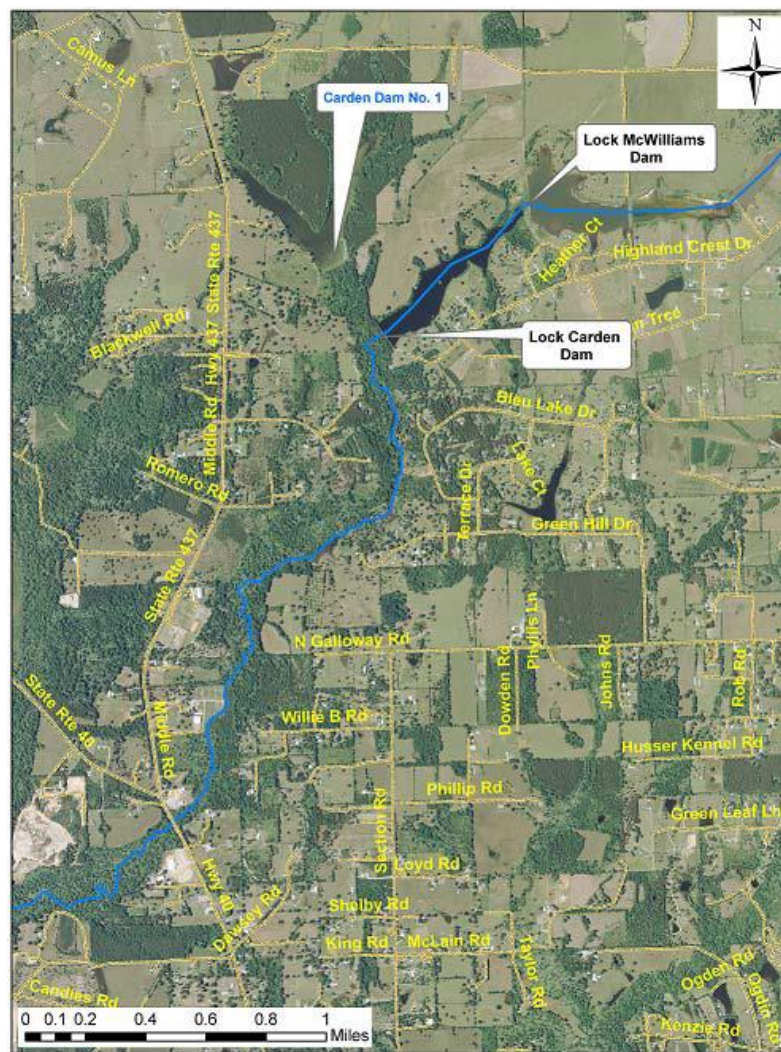 N
Camus Ln
Carden Dam No. 1
Lock McWilliams
Dam
Heather Ct
Highland Crest Dr
Middle Rd Hwy 437 State Rte 437
Blackwell Rd
Trce
Lock Carden
Dam
Bleu Lake Dr
Lake Ct
Terrace Dr
Romero Rd
Green Hill Dr
State Rte 437
Phyllis Ln
N Galloway Rd
Dowden Rd
Johns Rd
Rob Rd
State Rte 40
Middle Rd
Willie B Rd
Husser Kennel Rd
Phillip Rd
Green Leaf Ln
Section Rd
Hwy 40
Loyd Rd
Dawsey Rd
Shelby Rd
King Rd
McLain Rd
Taylor Rd
Ogden Rd
Ogdin R
Candies Rd
Kenzie Rd
0 0.1 0.2 0.4 0.6 0.8 1
Miles